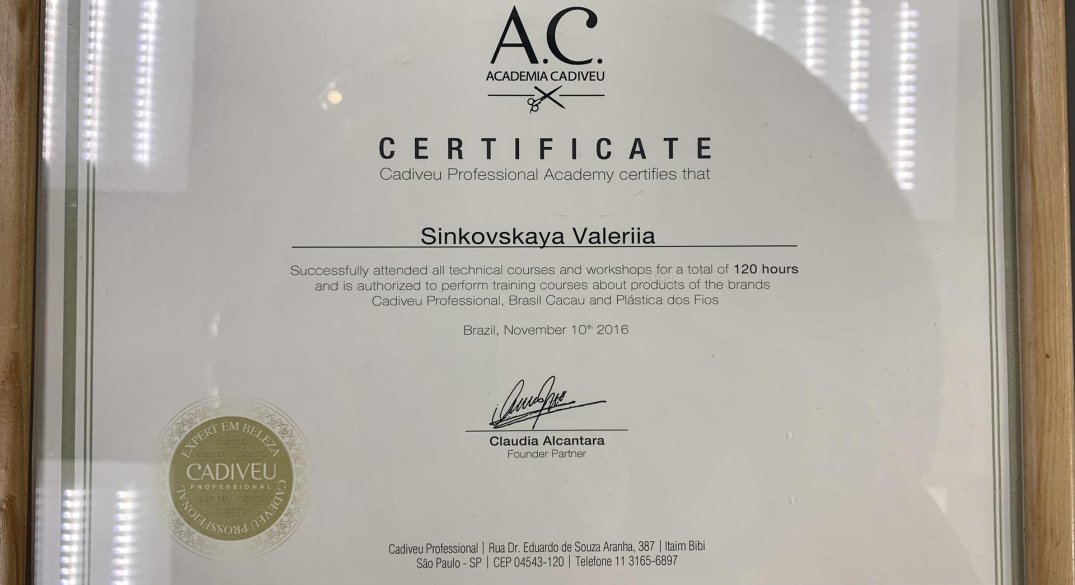 A.C.
ACADEMIA CADIVEU
CERTIFICATE
Cadiveu Professional Academy certifies that
Sinkovskaya Valeriia
Successfully attended all technical courses and workshops for a total of 120 hours
and is authorized to perform training courses about products of the brands
Cadiveu Professional, Brasil Cacau and Plástica dos Fios
Brazil, November 10th 2016
Claudia Alcantara
Founder Partner
EXPERT EM BELEZA
CADIVEU
PROFESSIONAL
CADEVEU PROSSFEIONAL
Cadiveu Professional | Rua Dr. Eduardo de Souza Aranha, 387 | Itaim Bibi
São Paulo - SP | CEP 04543-120 | Telefone 11 3165-6897